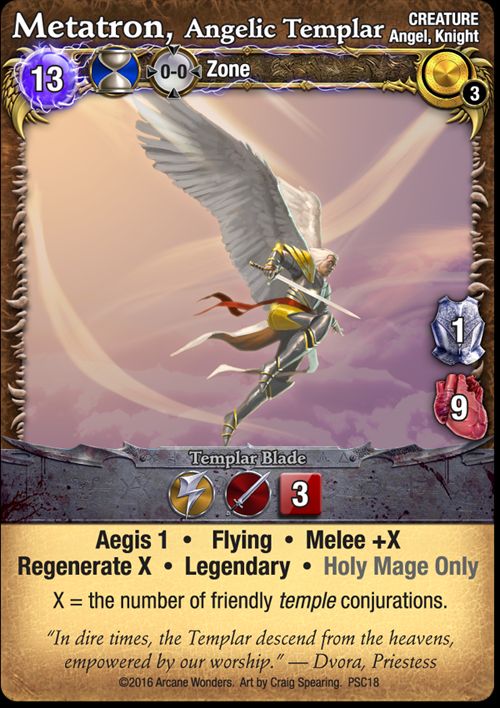 Metatron, Angelic Templar
CREATURE
Angel, Knight
13
0-0
Zone
3
1
9
Templar Blade
3
Aegis 1 • Flying • Melee +X
Regenerate X • Legendary • Holy Mage Only
X = the number of friendly temple conjurations.
“In dire times, the Templar descend from the heavens,
empowered by our worship.” — Dvora, Priestess
©2016 Arcane Wonders. Art by Craig Spearing. PSC18